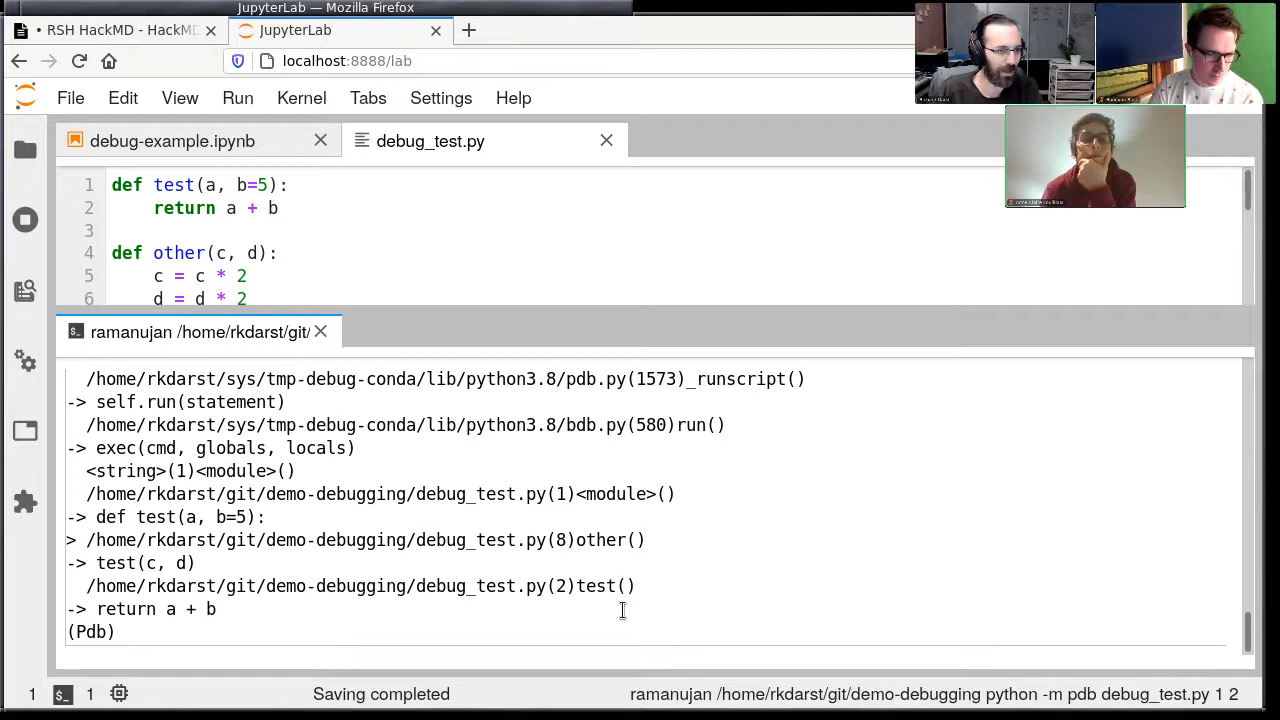 JupyterLab — Mozilla Firefox
• RSH HackMD - HackMD
JupyterLab
localhost:8888/lab
File Edit View Run Kernel Tabs Settings Help
debug-example.ipynb
debug_test.py
1 def test(a, b=5):
2 return a + b
3
4 def other(c, d):
5 c = c * 2
6 d = d * 2
ramanujan /home/rkdarst/git/
/home/rkdarst/sys/tmp-debug-conda/lib/python3.8/pdb.py(1573)_runscript()
-> self.run(statement)
/home/rkdarst/sys/tmp-debug-conda/lib/python3.8/bdb.py(580)run()
-> exec(cmd, globals, locals)
<string>(1)<module>()
/home/rkdarst/git/demo-debugging/debug_test.py(1)<module>()
-> def test(a, b=5):
> /home/rkdarst/git/demo-debugging/debug_test.py(8)other()
-> test(c, d)
/home/rkdarst/git/demo-debugging/debug_test.py(2)test()
-> return a + b
(Pdb)
1 1 Saving completed ramanujan /home/rkdarst/git/demo-debugging python -m pdb debug_test.py 1 2